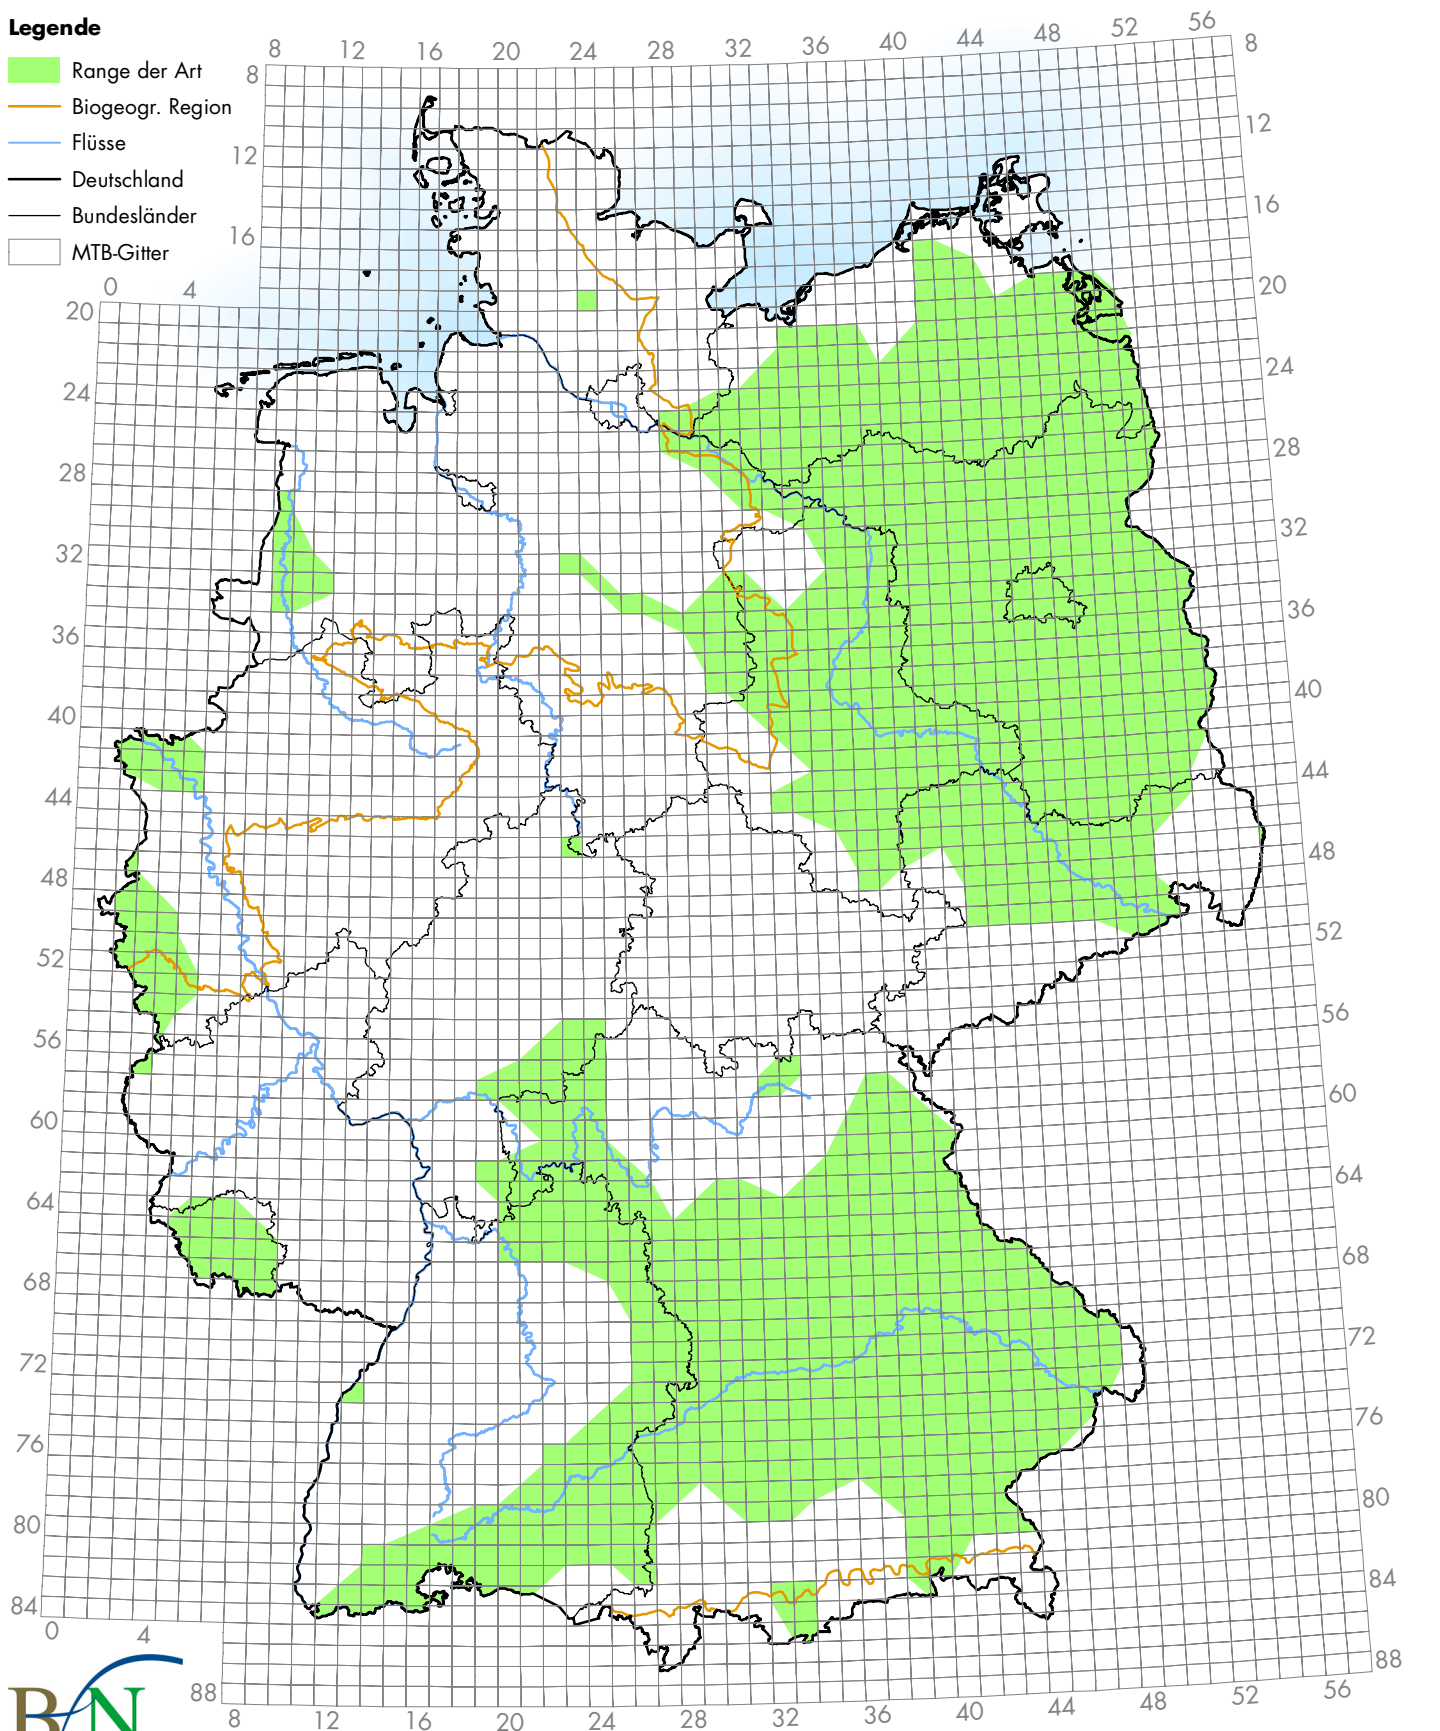 Legende
Range der Art
Biogeogr. Region
Flüsse
Deutschland
Bundesländer
MTB-Gitter
8 12 16 20 24 28 32 36 40 44 48 52 56
8 8
12 12
16 16
0 4
20 20
24 24
28 28
32 32
36 36
40 40
44 44
48 48
52 52
56 56
60 60
64 64
68 68
72 72
76 76
80 80
84 84
0 4
88 88
8 12 16 20 24 28 32 36 40 44 48 52 56
BfN